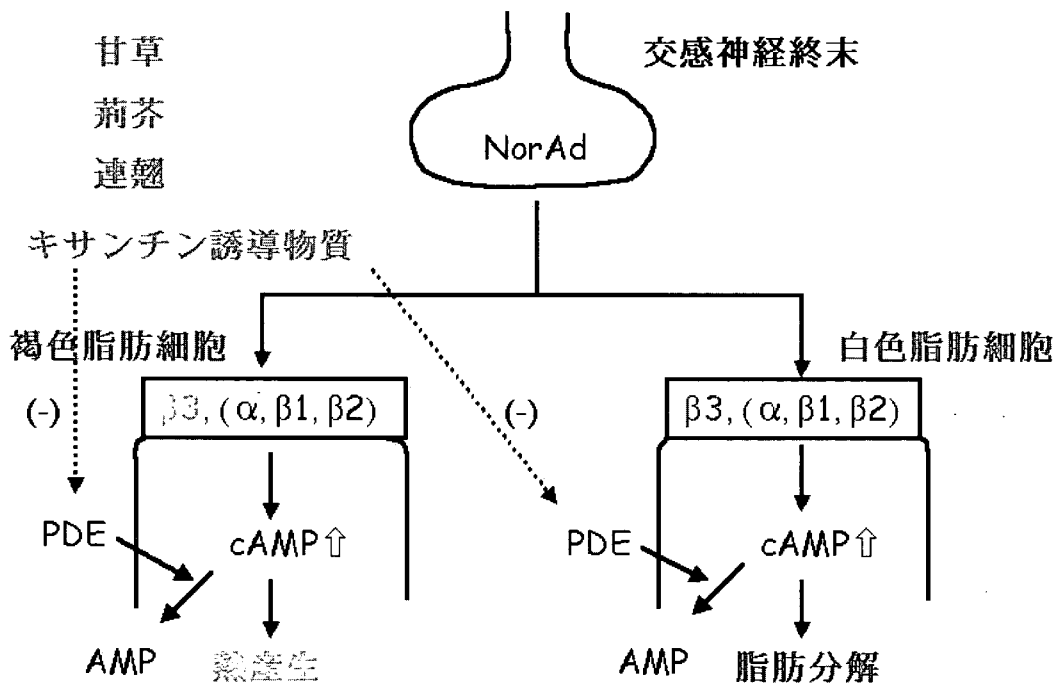 甘草
交感神経終末
荊芥
NorAd
連翹
キサンチン誘導物質
褐色脂肪細胞
白色脂肪細胞
(-)
β3, (α, β1, β2)
(-)
β3, (α, β1, β2)
PDE
cAMP⇧
PDE
cAMP⇧
AMP
熱産生
AMP
脂肪分解